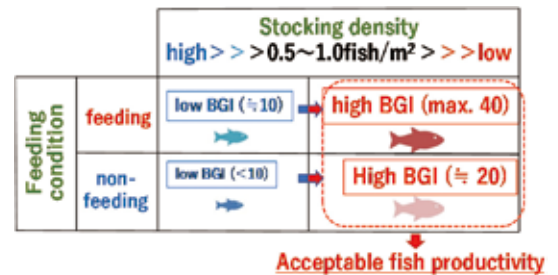 Stocking density
high> > >0.5～1.0fish/m²> > >low
Feeding condition
feeding
low BGI (≒10)
high BGI (max. 40)
non-feeding
low BGI (<10)
High BGI (≒ 20)
Acceptable fish productivity